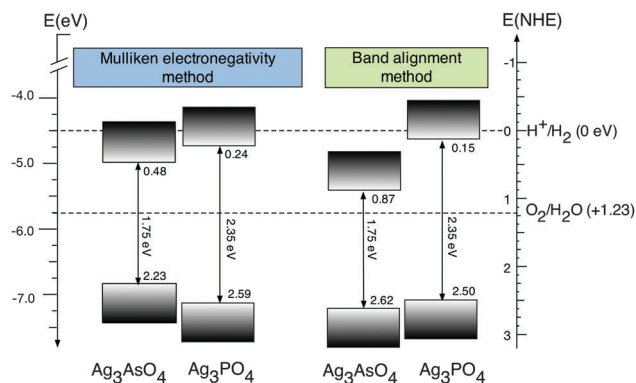 E(eV)
E(NHE)
Mulliken electronegativity
method
Band alignment
method
-4.0
-5.0
-6.0
-7.0
-1
0
1
2
3
H⁺/H₂ (0 eV)
O₂/H₂O (+1.23)
0.48
0.24
0.87
0.15
1.75 eV
2.35 eV
1.75 eV
2.35 eV
2.23
2.59
2.62
2.50
Ag₃AsO₄
Ag₃PO₄
Ag₃AsO₄
Ag₃PO₄